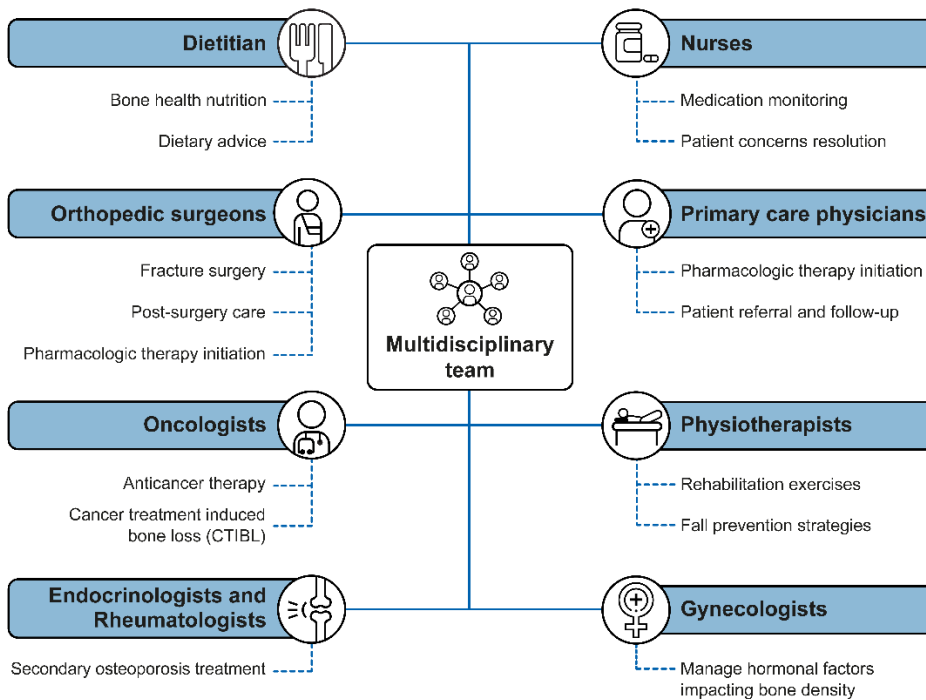 Dietitian
Bone health nutrition
Dietary advice
Nurses
Medication monitoring
Patient concerns resolution
Orthopedic surgeons
Fracture surgery
Post-surgery care
Pharmacologic therapy initiation
Primary care physicians
Pharmacologic therapy initiation
Patient referral and follow-up
Multidisciplinary
team
Oncologists
Anticancer therapy
Cancer treatment induced
bone loss (CTIBL)
Physiotherapists
Rehabilitation exercises
Fall prevention strategies
Endocrinologists and
Rheumatologists
Secondary osteoporosis treatment
Gynecologists
Manage hormonal factors
impacting bone density